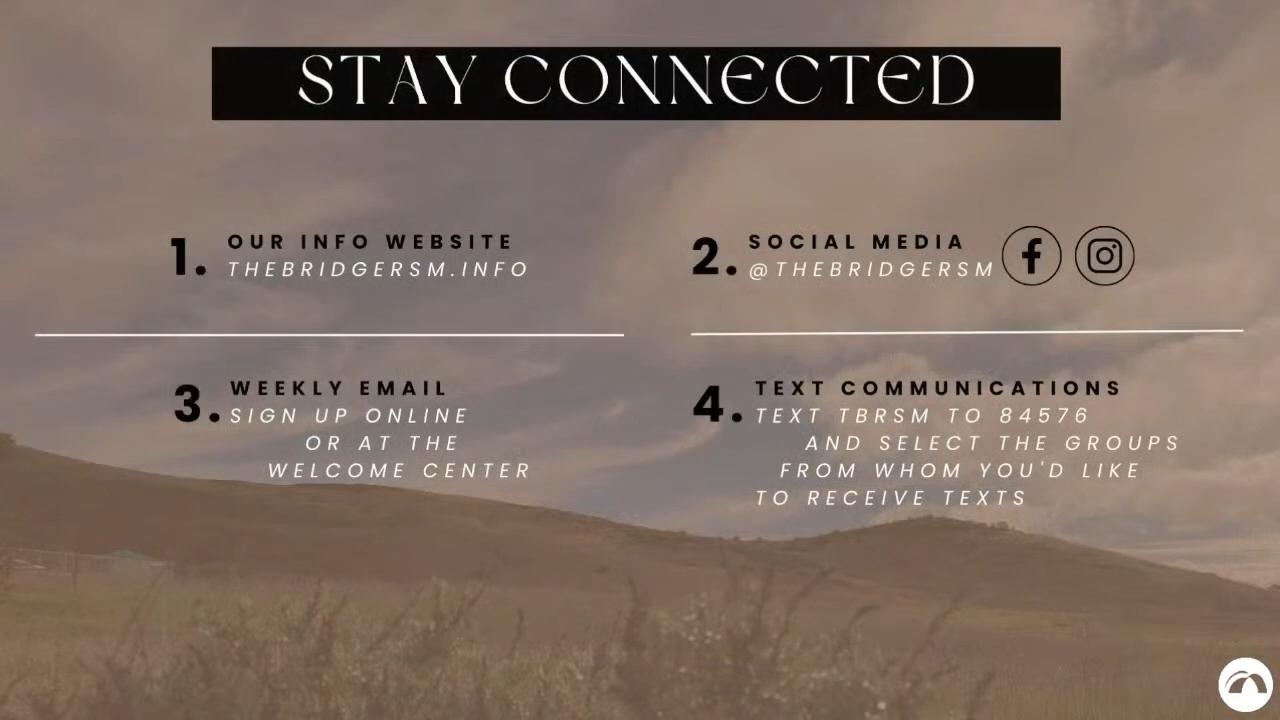 STAY CONNECTED
1. OUR INFO WEBSITE
THEBRIDGERSM.INFO
2. SOCIAL MEDIA
@THEBRIDGERSM
3. WEEKLY EMAIL
SIGN UP ONLINE
OR AT THE
WELCOME CENTER
4. TEXT COMMUNICATIONS
TEXT TBRSM TO 84576
AND SELECT THE GROUPS
FROM WHOM YOU'D LIKE
TO RECEIVE TEXTS